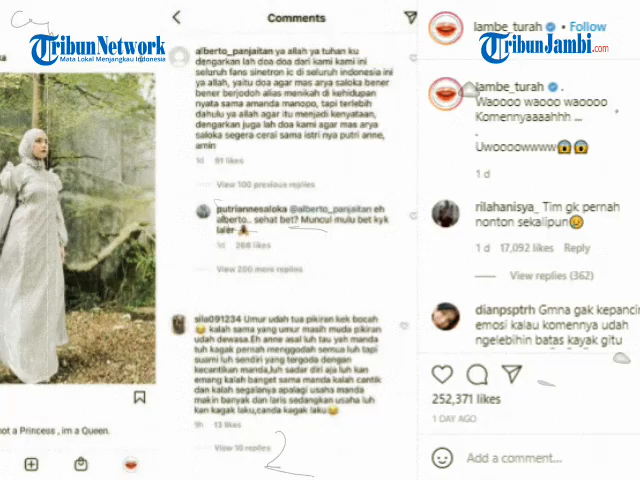 TribunNetwork
Mata Lokal Menjangkau Indonesia
not a Princess , im a Queen.
Comments
alberto_panjaitan ya allah ya tuhan ku
dengarkan lah doa dari kami kami ini
seluruh fans sinetron ic di seluruh indonesia ini
ya allah, yaitu doa agar mas arya saloka bener
bener berjodoh alias menikah di kehidupan
nyata sama amanda manopo, tapi terlebih
dahulu ya allah agar itu menjadi kenyataan,
dengarkan juga lah doa kami agar mas arya
saloka segera cerai sama istri nya putri anne,
amin
1d 91 likes
View 100 previous replies
putriannesaloka @alberto_panjaitan eh
alberto.. sehat bet? Muncul mulu bet kyk
laler
1d 268 likes
View 200 more replies
sila091234 Umur udah tua pikiran kek bocah
😂 kalah sama yang umur masih muda pikiran
udah dewasa.Eh anne asal luh tau yah manda
tuh kagak pernah menggodah semua luh tapi
suami luh sendiri yang tergoda dengan
kecantikan manda,luh sadar diri aja luh kan
emang kalah banget sama manda kalah cantik
dan kalah segalanya apalagi usaha manda
makin banyak dan laris sedangkan usaha luh
kan kagak laku,canda kagak laku😂
9h 13 likes
View 10 replies
2
lambe_turah • Follow
TribunJambi.com
lambe_turah .
Waoooo waooo waoooo
Komennyaaaahhh ...
.
Uwoooowwww😱😱
1 d
rilahanisya_ Tim gk pernah
nonton sekalipun
1 d 17,092 likes Reply
View replies (362)
dianpsptrh Gmna gak kepancing
emosi kalau komennya udah
ngelebihin batas kayak gitu
252,371 likes
1 DAY AGO
Add a comment...